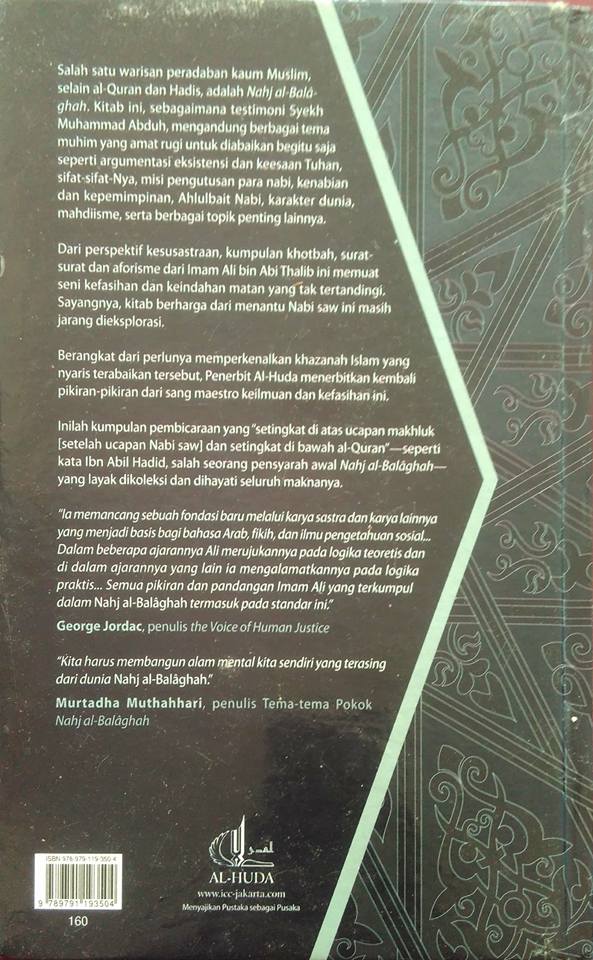 Salah satu warisan peradaban kaum Muslim,
selain al-Quran dan Hadis, adalah Nahj al-Balâ-
ghah. Kitab ini, sebagaimana testimoni Syekh
Muhammad Abduh, mengandung berbagai tema
muhim yang amat rugi untuk diabaikan begitu saja
seperti argumentasi eksistensi dan keesaan Tuhan,
sifat-sifat-Nya, misi pengutusan para nabi, kenabian
dan kepemimpinan, Ahlulbait Nabi, karakter dunia,
mahdiisme, serta berbagai topik penting lainnya.
Dari perspektif kesusastraan, kumpulan khotbah, surat-
surat dan aforisme dari Imam Ali bin Abi Thalib ini memuat
seni kefasihan dan keindahan matan yang tak tertandingi.
Sayangnya, kitab berharga dari menantu Nabi saw ini masih
jarang dieksplorasi.
Berangkat dari perlunya memperkenalkan khazanah Islam yang
nyaris terabaikan tersebut, Penerbit Al-Huda menerbitkan kembali
pikiran-pikiran dari sang maestro keilmuan dan kefasihan ini.
Inilah kumpulan pembicaraan yang "setingkat di atas ucapan makhluk
[setelah ucapan Nabi saw] dan setingkat di bawah al-Quran"—seperti
kata Ibn Abil Hadid, salah seorang pensyarah awal Nahj al-Balâghah—
yang layak dikoleksi dan dihayati seluruh maknanya.
"Ia memancang sebuah fondasi baru melalui karya sastra dan karya lainnya
yang menjadi basis bagi bahasa Arab, fikih, dan ilmu pengetahuan sosial...
Dalam beberapa ajarannya Ali merujukannya pada logika teoretis dan
di dalam ajarannya yang lain ia mengalamatkannya pada logika
praktis... Semua pikiran dan pandangan Imam Ali yang terkumpul
dalam Nahj al-Balâghah termasuk pada standar ini."
George Jordac, penulis the Voice of Human Justice
"Kita harus membangun alam mental kita sendiri yang terasing
dari dunia Nahj al-Balâghah."
Murtadha Muthahhari, penulis Tema-tema Pokok
Nahj al-Balâghah
ISBN 978-979-119-350-4
9 789791 193504
160
AL-HUDA
www.icc-jakarta.com
Menyajikan Pustaka sebagai Pusaka